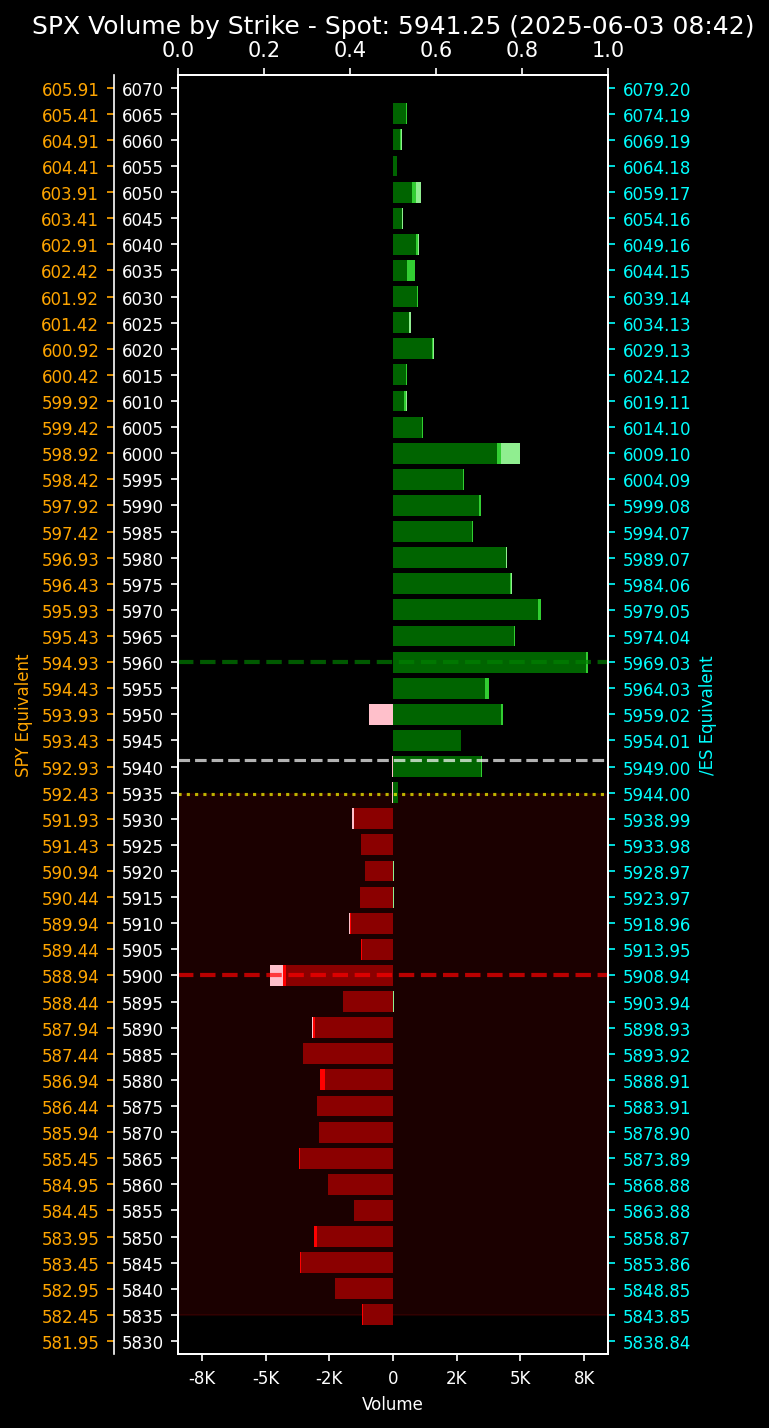 SPX Volume by Strike - Spot: 5941.25 (2025-06-03 08:42)
0.0 0.2 0.4 0.6 0.8 1.0
605.91 6070 6079.20
605.41 6065 6074.19
604.91 6060 6069.19
604.41 6055 6064.18
603.91 6050 6059.17
603.41 6045 6054.16
602.91 6040 6049.16
602.42 6035 6044.15
601.92 6030 6039.14
601.42 6025 6034.13
600.92 6020 6029.13
600.42 6015 6024.12
599.92 6010 6019.11
599.42 6005 6014.10
598.92 6000 6009.10
598.42 5995 6004.09
597.92 5990 5999.08
597.42 5985 5994.07
596.93 5980 5989.07
596.43 5975 5984.06
595.93 5970 5979.05
595.43 5965 5974.04
594.93 5960 5969.03
594.43 5955 5964.03
593.93 5950 5959.02
593.43 5945 5954.01
592.93 5940 5949.00
592.43 5935 5944.00
591.93 5930 5938.99
591.43 5925 5933.98
590.94 5920 5928.97
590.44 5915 5923.97
589.94 5910 5918.96
589.44 5905 5913.95
588.94 5900 5908.94
588.44 5895 5903.94
587.94 5890 5898.93
587.44 5885 5893.92
586.94 5880 5888.91
586.44 5875 5883.91
585.94 5870 5878.90
585.45 5865 5873.89
584.95 5860 5868.88
584.45 5855 5863.88
583.95 5850 5858.87
583.45 5845 5853.86
582.95 5840 5848.85
582.45 5835 5843.85
581.95 5830 5838.84
SPY Equivalent
/ES Equivalent
-8K -5K -2K 0 2K 5K 8K
Volume